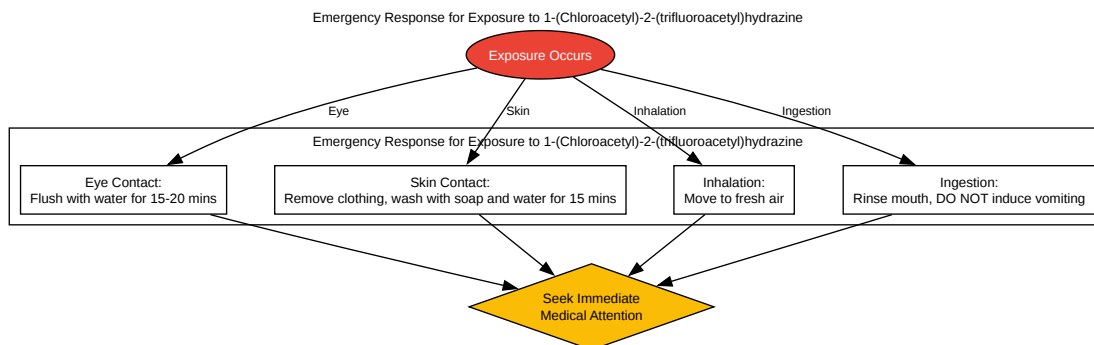 Emergency Response for Exposure to 1-(Chloroacetyl)-2-(trifluoroacetyl)hydrazine
Exposure Occurs
Eye
Skin
Inhalation
Ingestion
Emergency Response for Exposure to 1-(Chloroacetyl)-2-(trifluoroacetyl)hydrazine
Eye Contact:
Flush with water for 15-20 mins
Skin Contact:
Remove clothing, wash with soap and water for 15 mins
Inhalation:
Move to fresh air
Ingestion:
Rinse mouth, DO NOT induce vomiting
Seek Immediate
Medical Attention